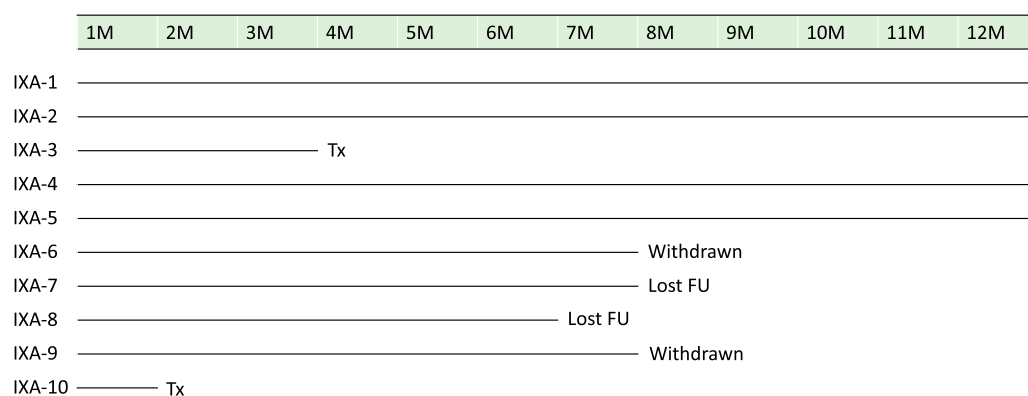 1M 2M 3M 4M 5M 6M 7M 8M 9M 10M 11M 12M
IXA-1
IXA-2
IXA-3 Tx
IXA-4
IXA-5
IXA-6 Withdrawn
IXA-7 Lost FU
IXA-8 Lost FU
IXA-9 Withdrawn
IXA-10 Tx